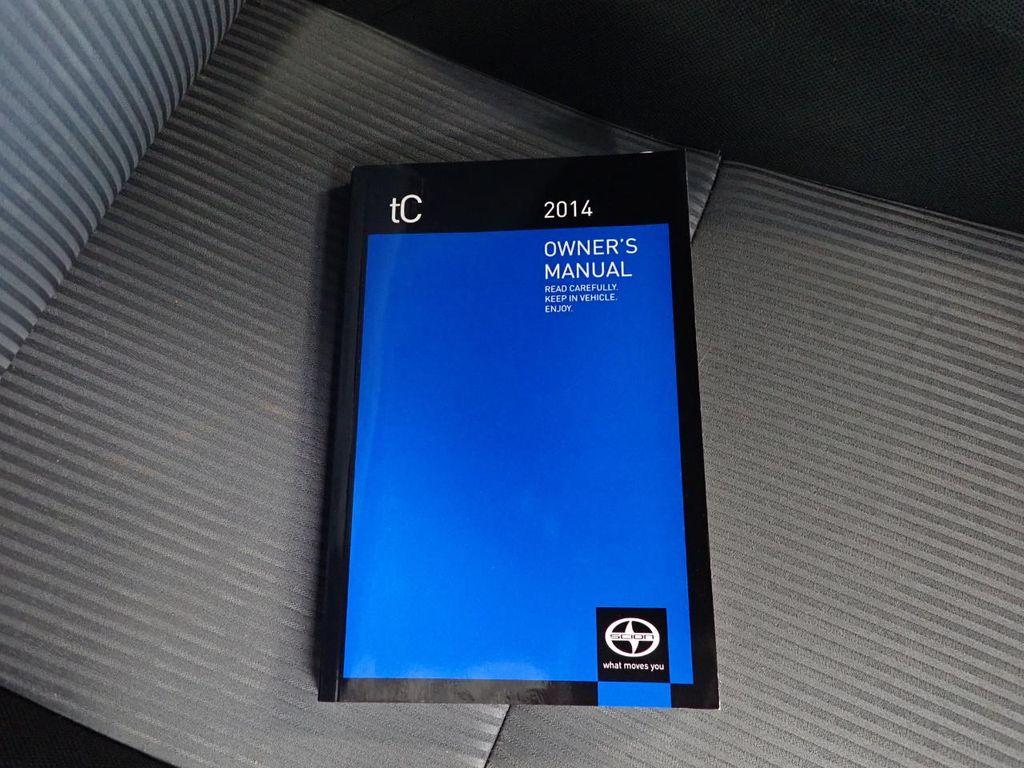 tC
2014
OWNER'S
MANUAL
READ CAREFULLY.
KEEP IN VEHICLE.
ENJOY.
SCION
what moves you